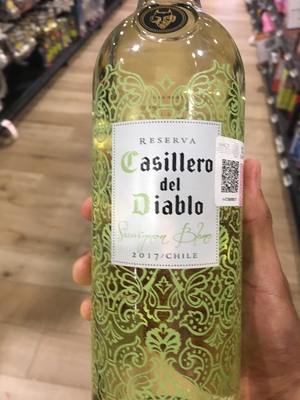 RESERVA
Casillero
del
Diablo
Sauvignon Blanc
2017/CHILE